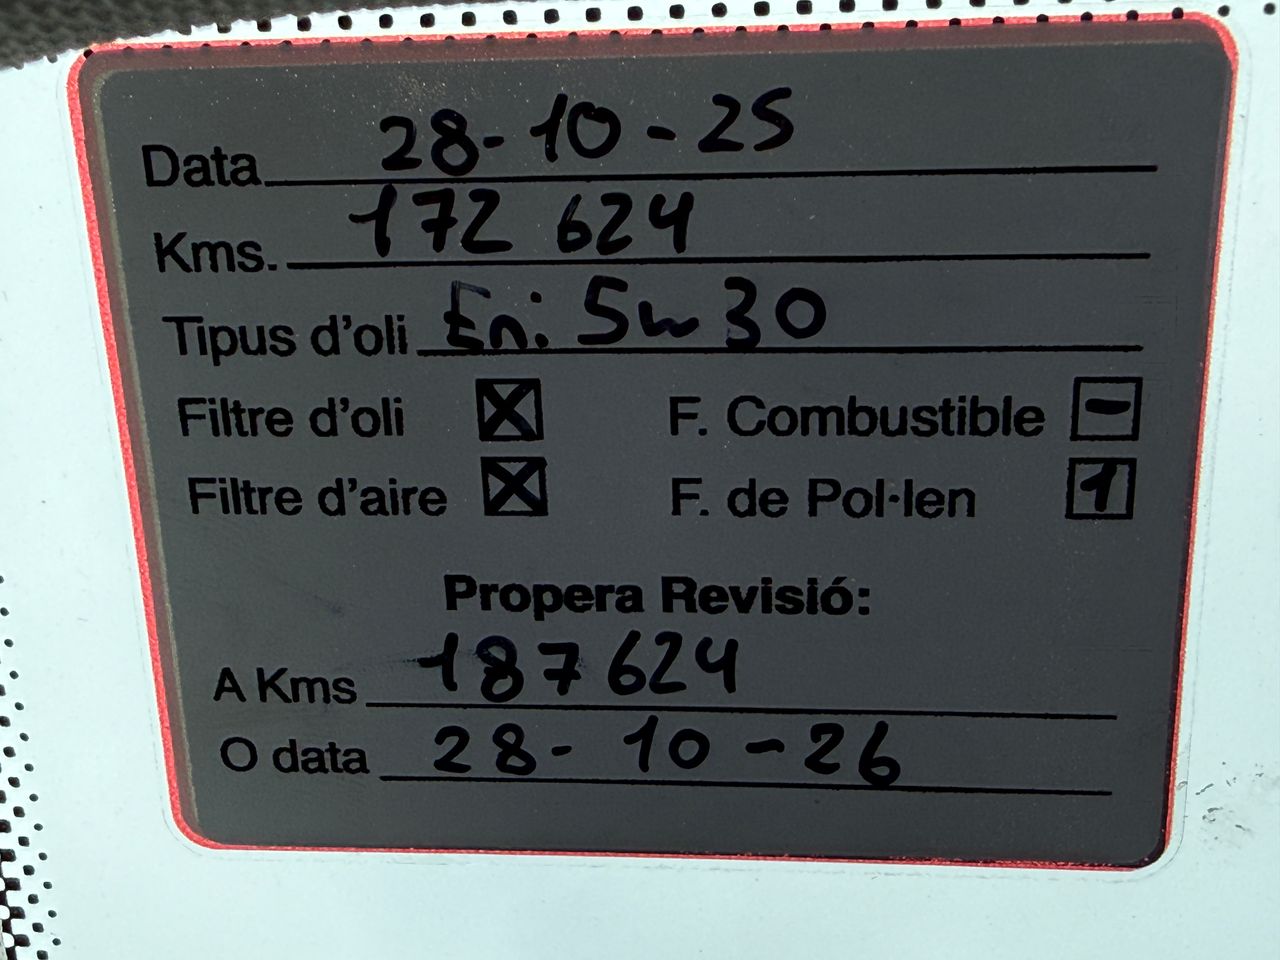 Data 28-10-25
Kms. 172 624
Tipus d'oli Eni 5w30
Filtre d'oli X F. Combustible -
Filtre d'aire X F. de Pol·len 1
Propera Revisió:
A Kms 187624
O data 28-10-26